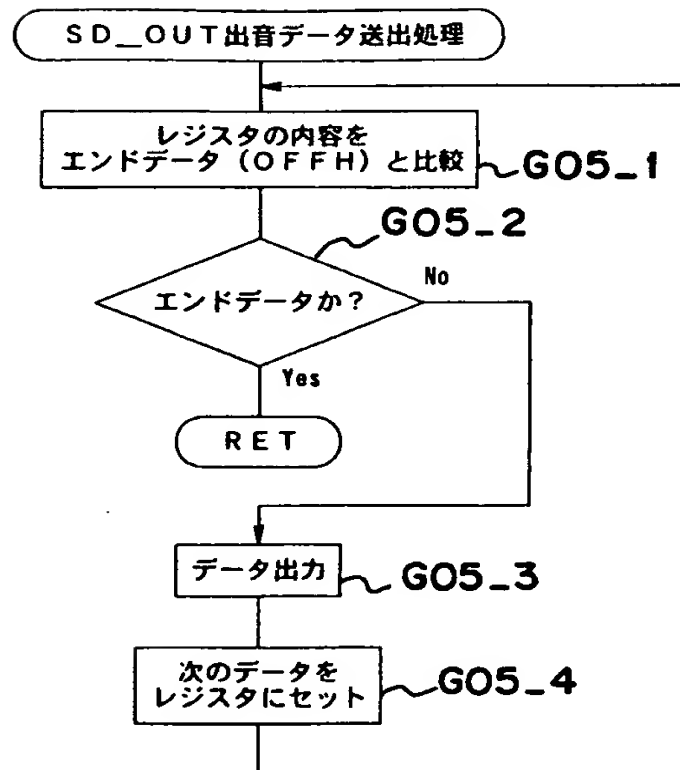 SD__OUT出音データ送出処理
レジスタの内容を
エンドデータ（OFFH）と比較
G05_1
G05_2
エンドデータか？
No
Yes
RET
データ出力
G05_3
次のデータを
レジスタにセット
G05_4